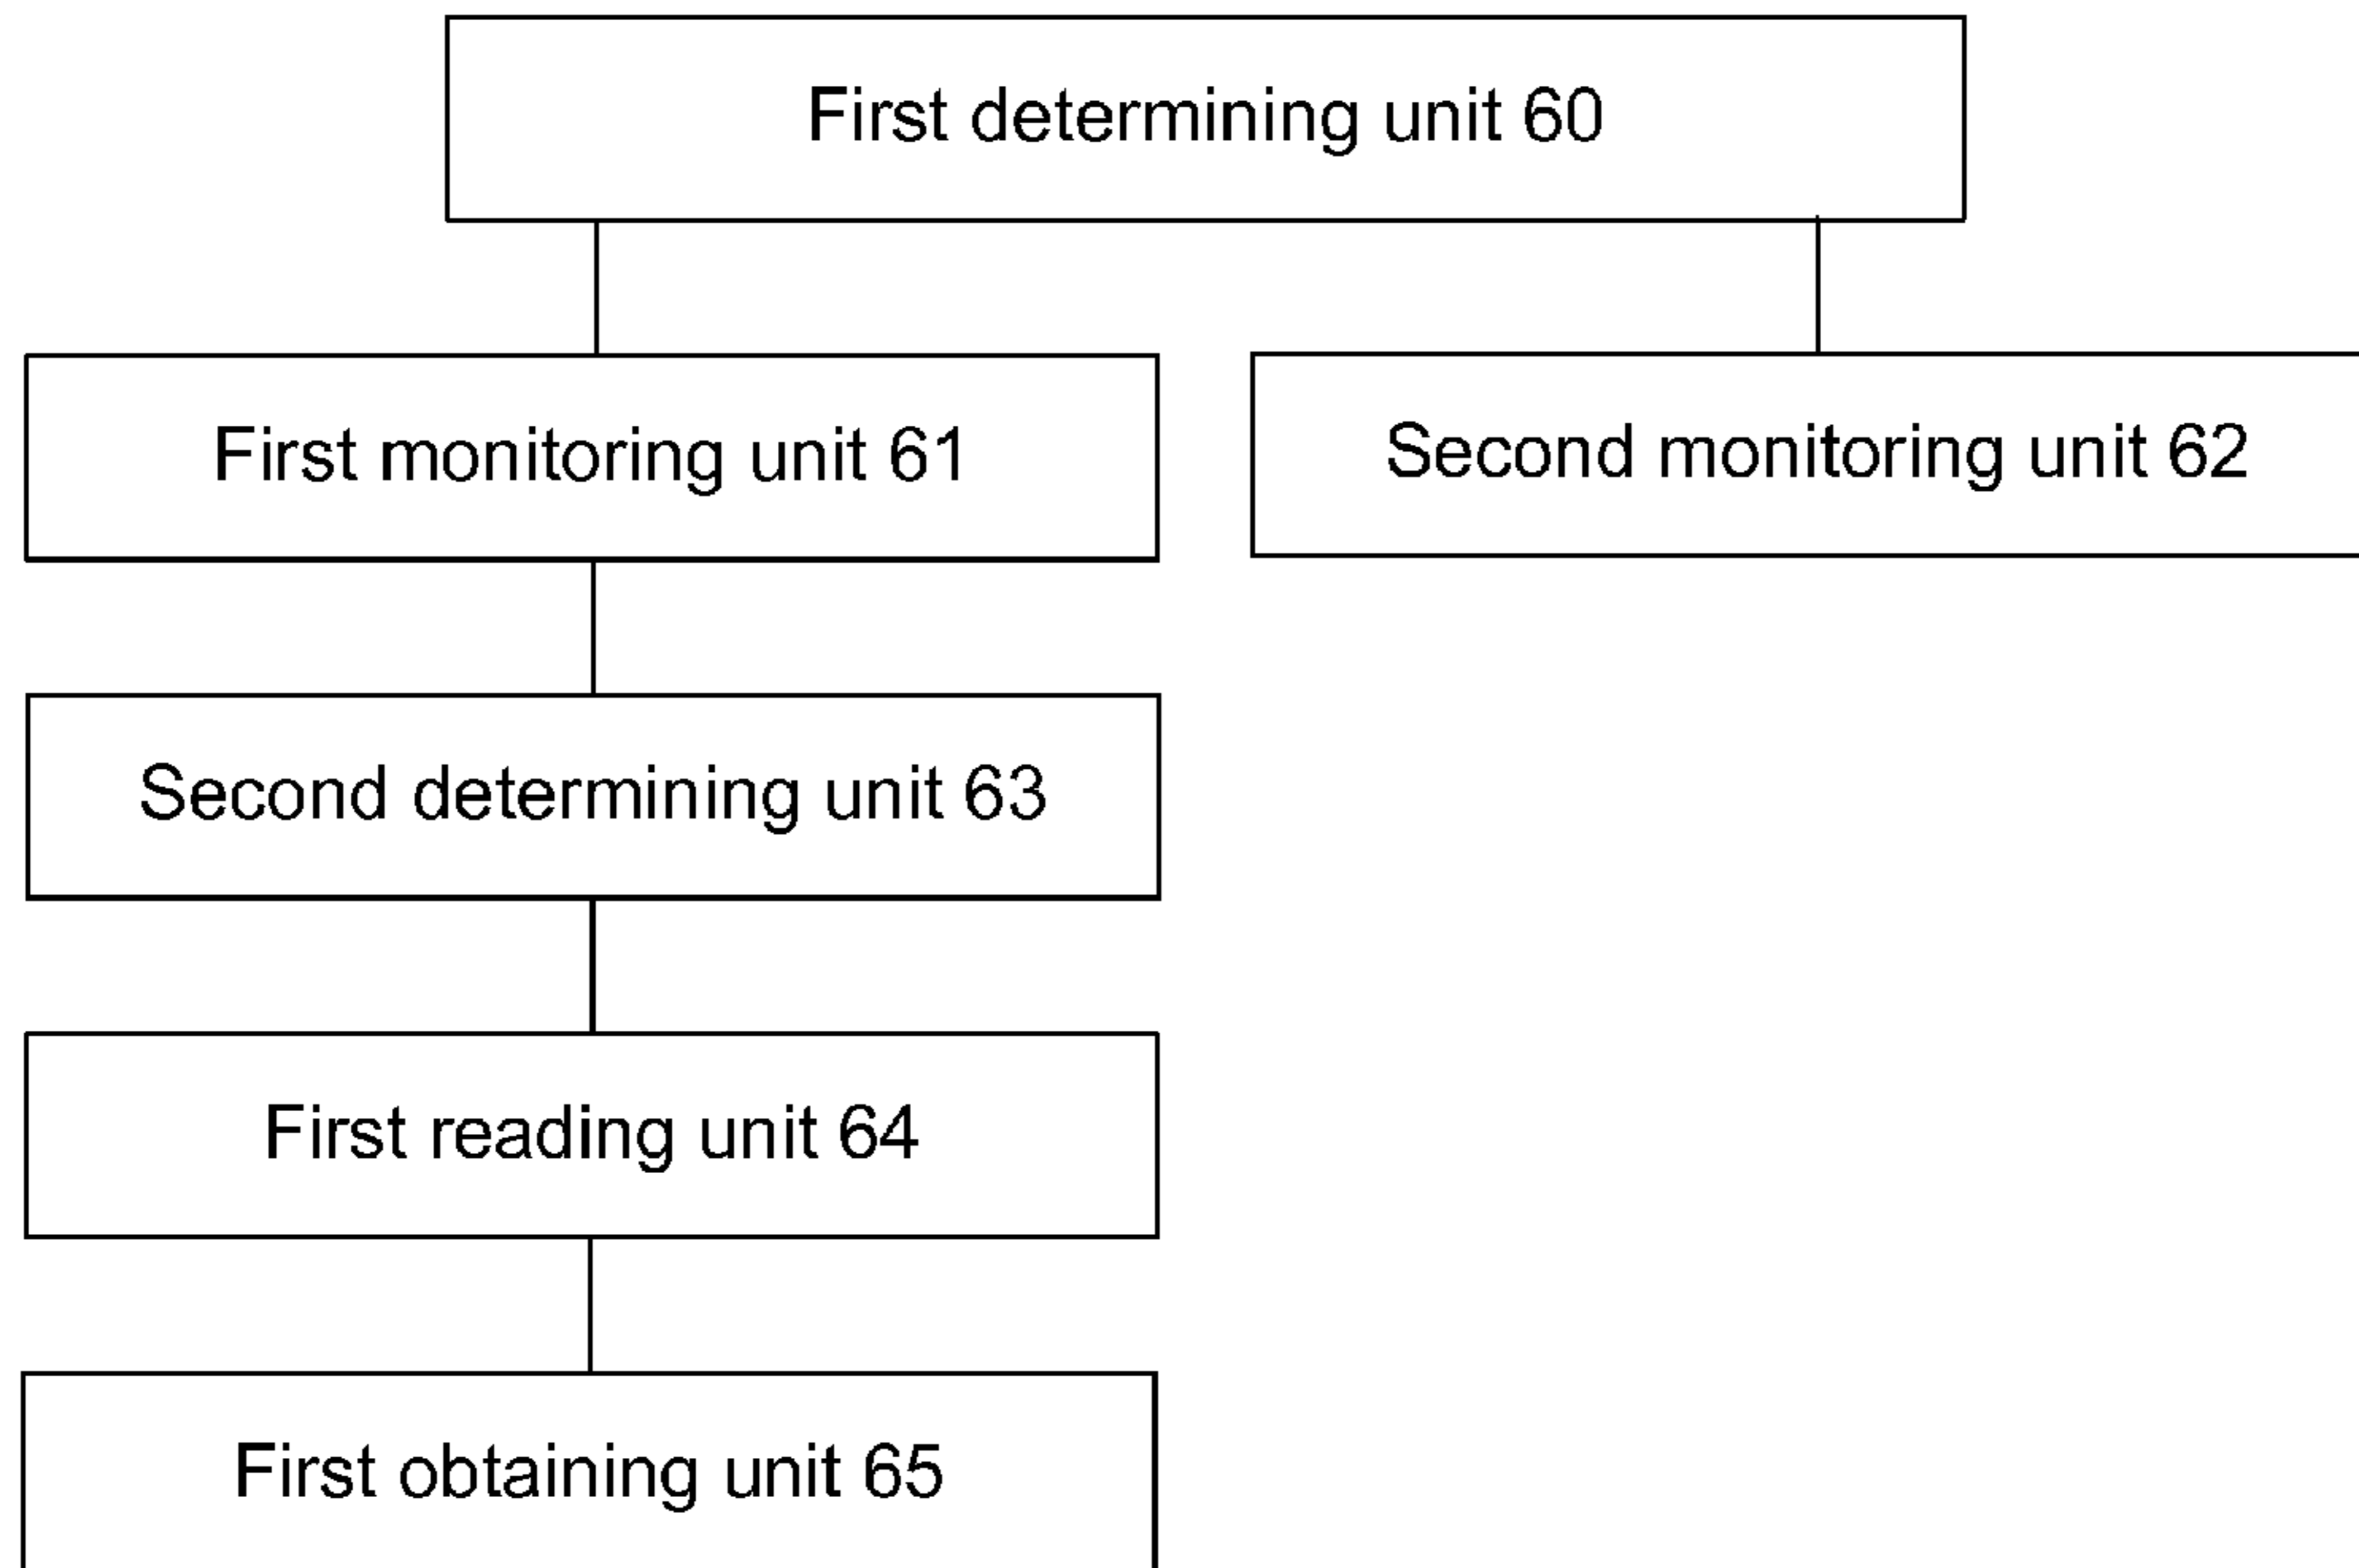 First determining unit 60
First monitoring unit 61
Second monitoring unit 62
Second determining unit 63
First reading unit 64
First obtaining unit 65